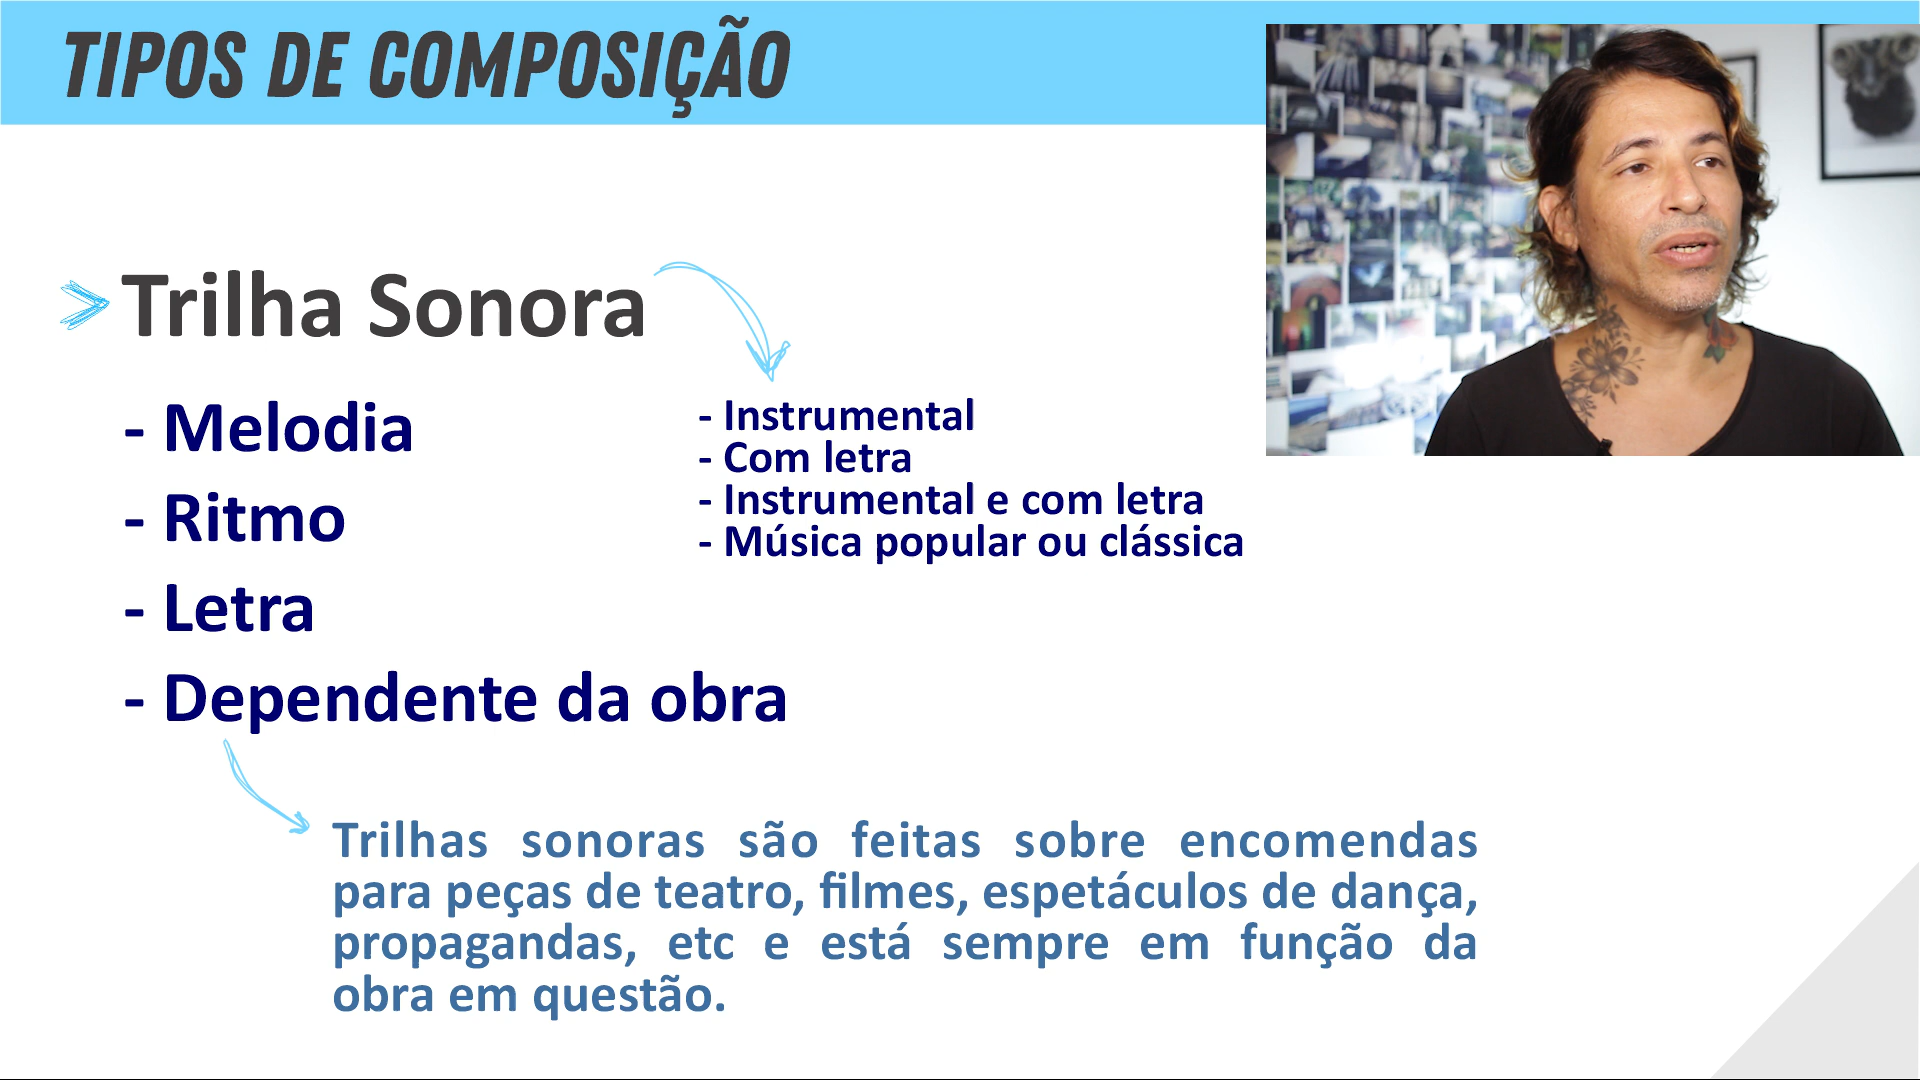 TIPOS DE COMPOSIÇÃO
Trilha Sonora
- Melodia
- Ritmo
- Letra
- Dependente da obra
- Instrumental
- Com letra
- Instrumental e com letra
- Música popular ou clássica
Trilhas sonoras são feitas sobre encomendas
para peças de teatro, filmes, espetáculos de dança,
propagandas, etc e está sempre em função da
obra em questão.